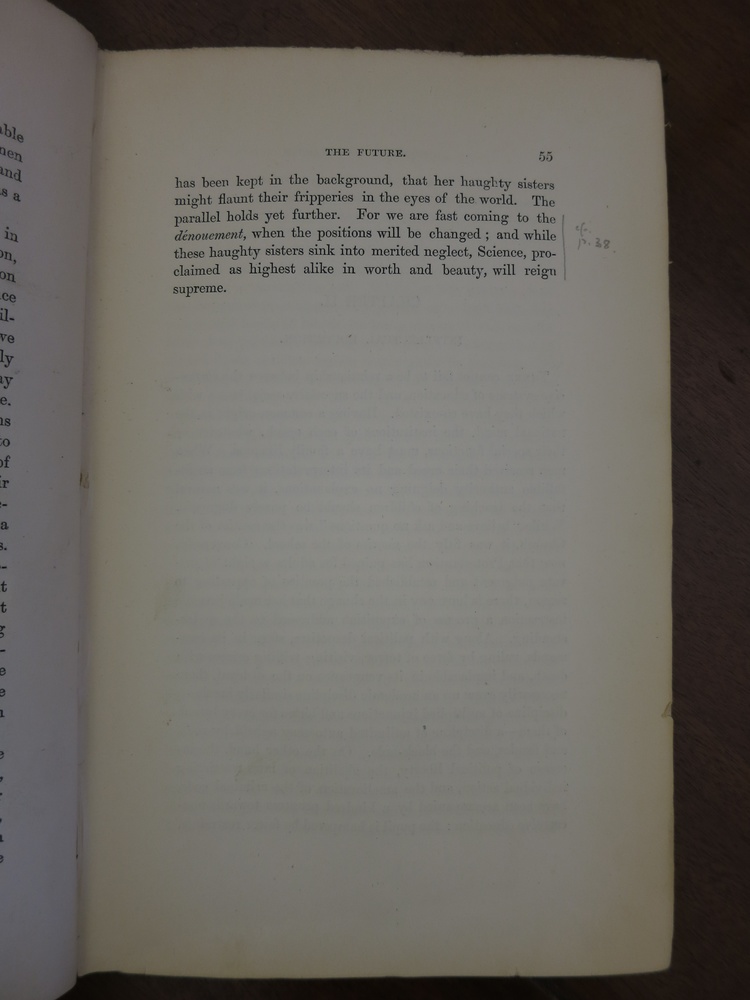 THE FUTURE. 55
has been kept in the background, that her haughty sisters
might flaunt their fripperies in the eyes of the world. The
parallel holds yet further. For we are fast coming to the
dénouement, when the positions will be changed ; and while
these haughty sisters sink into merited neglect, Science, pro-
claimed as highest alike in worth and beauty, will reign
supreme.
cf.
p. 38.